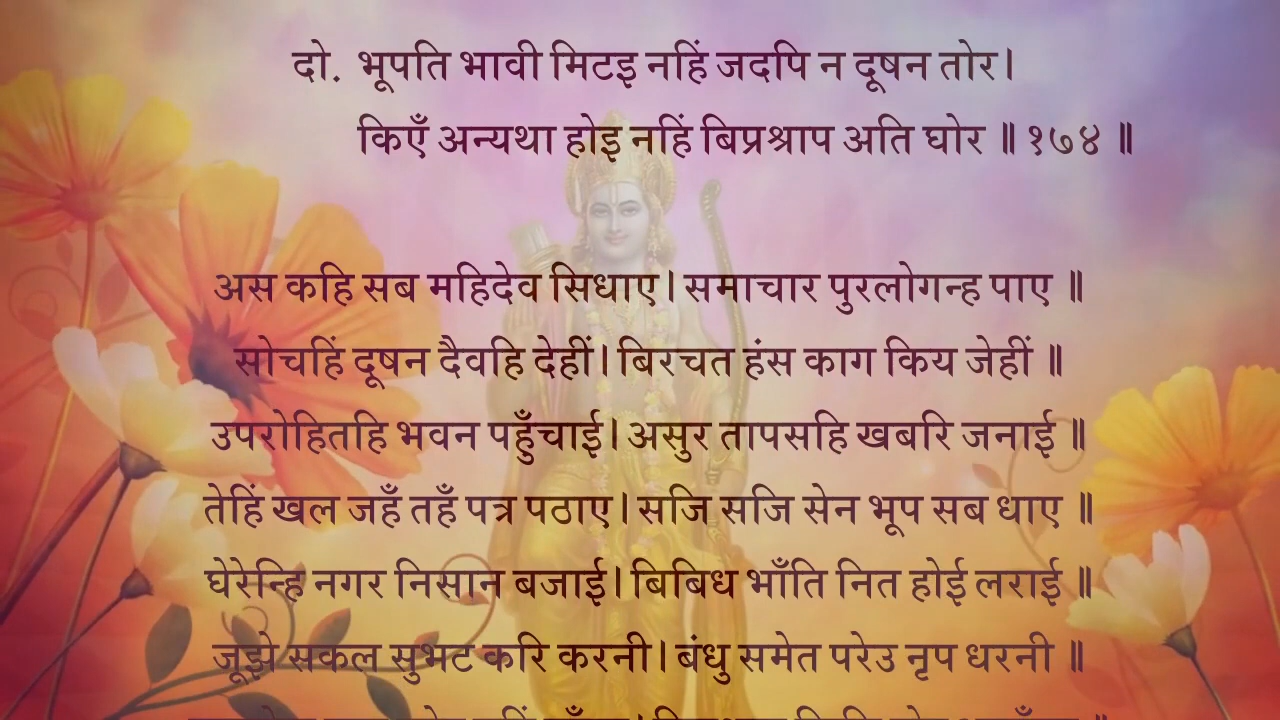 दो. भूपति भावी मिटइ नहिं जदपि न दूषन तोर।
किएँ अन्यथा होइ नहिं बिप्रश्राप अति घोर ॥ १७४ ॥
अस कहि सब महिदेव सिधाए। समाचार पुरलोगन्ह पाए ॥
सोचहिं दूषन दैवहि देहीं। बिरचत हंस काग किय जेहीं ॥
उपरोहितहि भवन पहुँचाई। असुर तापसहि खबरि जनाई ॥
तेहिं खल जहँ तहँ पत्र पठाए। सजि सजि सेन भूप सब धाए ॥
घेरेन्हि नगर निसान बजाई। बिबिध भाँति नित होई लराई ॥
जूझे सकल सुभट करि करनी। बंधु समेत परेउ नृप धरनी ॥